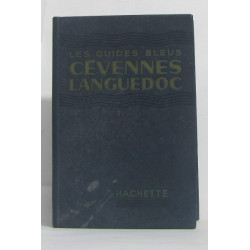 LES GUIDES BLEUS
CÉVENNES
LANGUEDOC
HACHETTE